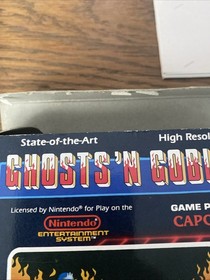 State-of-the-Art High Resol
GHOSTS'N GOBL
Licensed by Nintendo® for Play on the GAME P
Nintendo® CAPC
ENTERTAINMENT
SYSTEM™